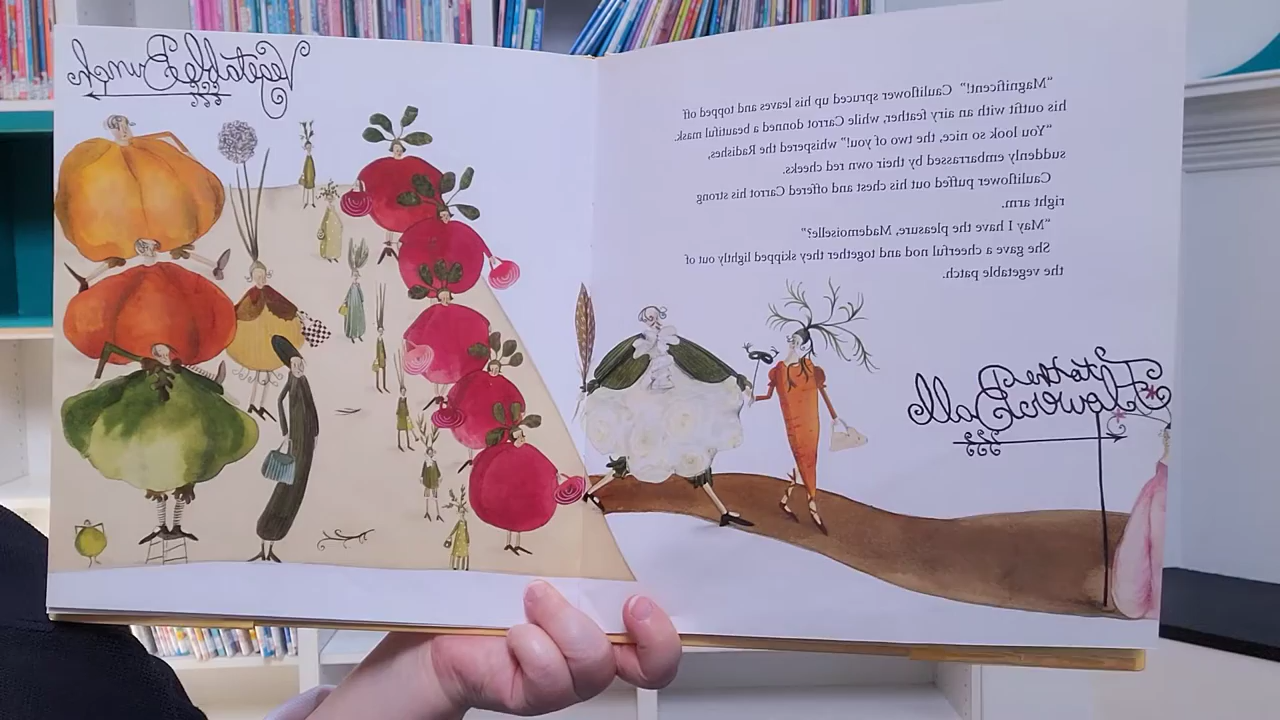 Vegetable Bunch
“Magnificent!” Cauliflower spruced up his leaves and topped off
his outfit with an airy feather, while Carrot donned a beautiful mask.
“You look so nice, the two of you!” whispered the Radishes,
suddenly embarrassed by their own red cheeks.
Cauliflower puffed out his chest and offered Carrot his strong
right arm.
“May I have the pleasure, Mademoiselle?”
She gave a cheerful nod and together they skipped lightly out of
the vegetable patch.
Ball